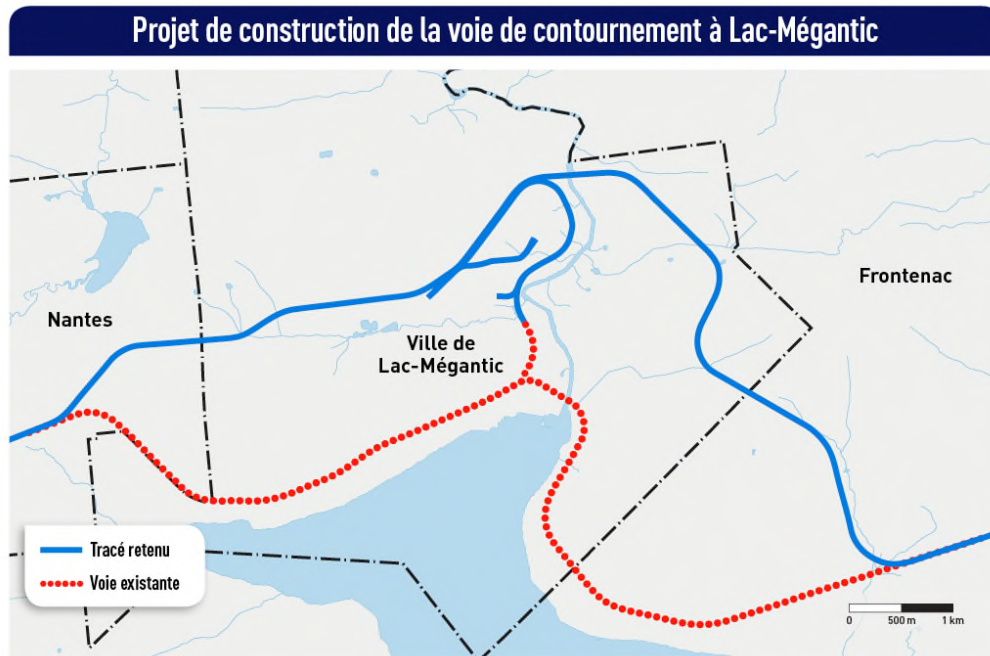 Projet de construction de la voie de contournement à Lac-Mégantic
Nantes
Ville de
Lac-Mégantic
Frontenac
Tracé retenu
Voie existante
0 500 m 1 km